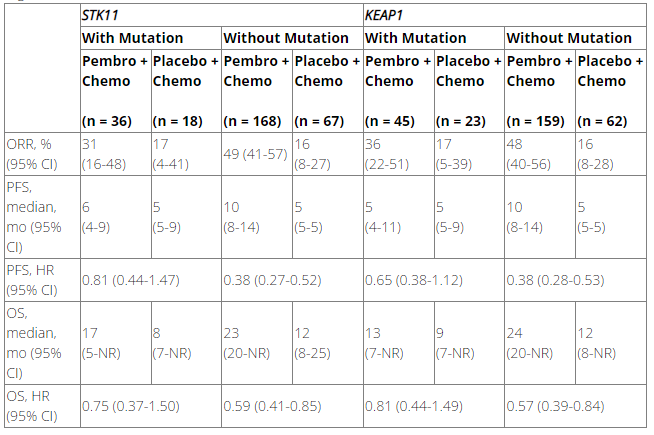 STK11 KEAP1
With Mutation Without Mutation With Mutation Without Mutation
Pembro + Placebo + Pembro + Placebo + Pembro + Placebo + Pembro + Placebo +
Chemo Chemo Chemo Chemo Chemo Chemo Chemo Chemo
(n = 36) (n = 18) (n = 168) (n = 67) (n = 45) (n = 23) (n = 159) (n = 62)
ORR, % 31 17 49 (41-57) 16 36 17 48 16
(95% CI) (16-48) (4-41) (8-27) (22-51) (5-39) (40-56) (8-28)
PFS,
median, 6 5 10 5 5 5 10 5
mo (95% (4-9) (5-9) (8-14) (5-5) (4-11) (5-9) (8-14) (5-5)
CI)
PFS, HR
(95% CI) 0.81 (0.44-1.47) 0.38 (0.27-0.52) 0.65 (0.38-1.12) 0.38 (0.28-0.53)
OS,
median, 17 8 23 12 13 9 24 12
mo (95% (5-NR) (7-NR) (20-NR) (8-25) (7-NR) (7-NR) (20-NR) (8-NR)
CI)
OS, HR
(95% CI) 0.75 (0.37-1.50) 0.59 (0.41-0.85) 0.81 (0.44-1.49) 0.57 (0.39-0.84)